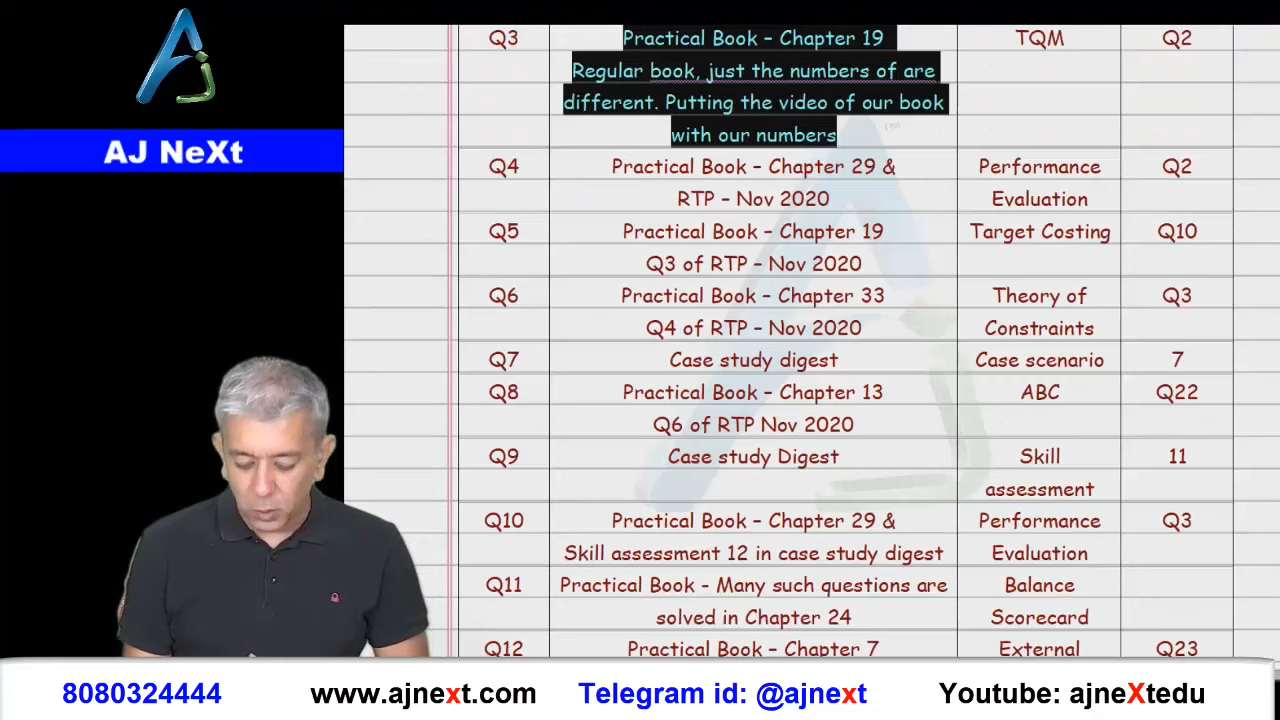 AJ NeXt
Q3 Practical Book – Chapter 19 TQM Q2
Regular book, just the numbers of are
different. Putting the video of our book
with our numbers
Q4 Practical Book – Chapter 29 & Performance Q2
RTP – Nov 2020 Evaluation
Q5 Practical Book – Chapter 19 Target Costing Q10
Q3 of RTP – Nov 2020
Q6 Practical Book – Chapter 33 Theory of Q3
Q4 of RTP – Nov 2020 Constraints
Q7 Case study digest Case scenario 7
Q8 Practical Book – Chapter 13 ABC Q22
Q6 of RTP Nov 2020
Q9 Case study Digest Skill 11
assessment
Q10 Practical Book – Chapter 29 & Performance Q3
Skill assessment 12 in case study digest Evaluation
Q11 Practical Book - Many such questions are Balance
solved in Chapter 24 Scorecard
Q12 Practical Book – Chapter 7 External Q23
8080324444 www.ajnext.com Telegram id: @ajnext Youtube: ajneXtedu